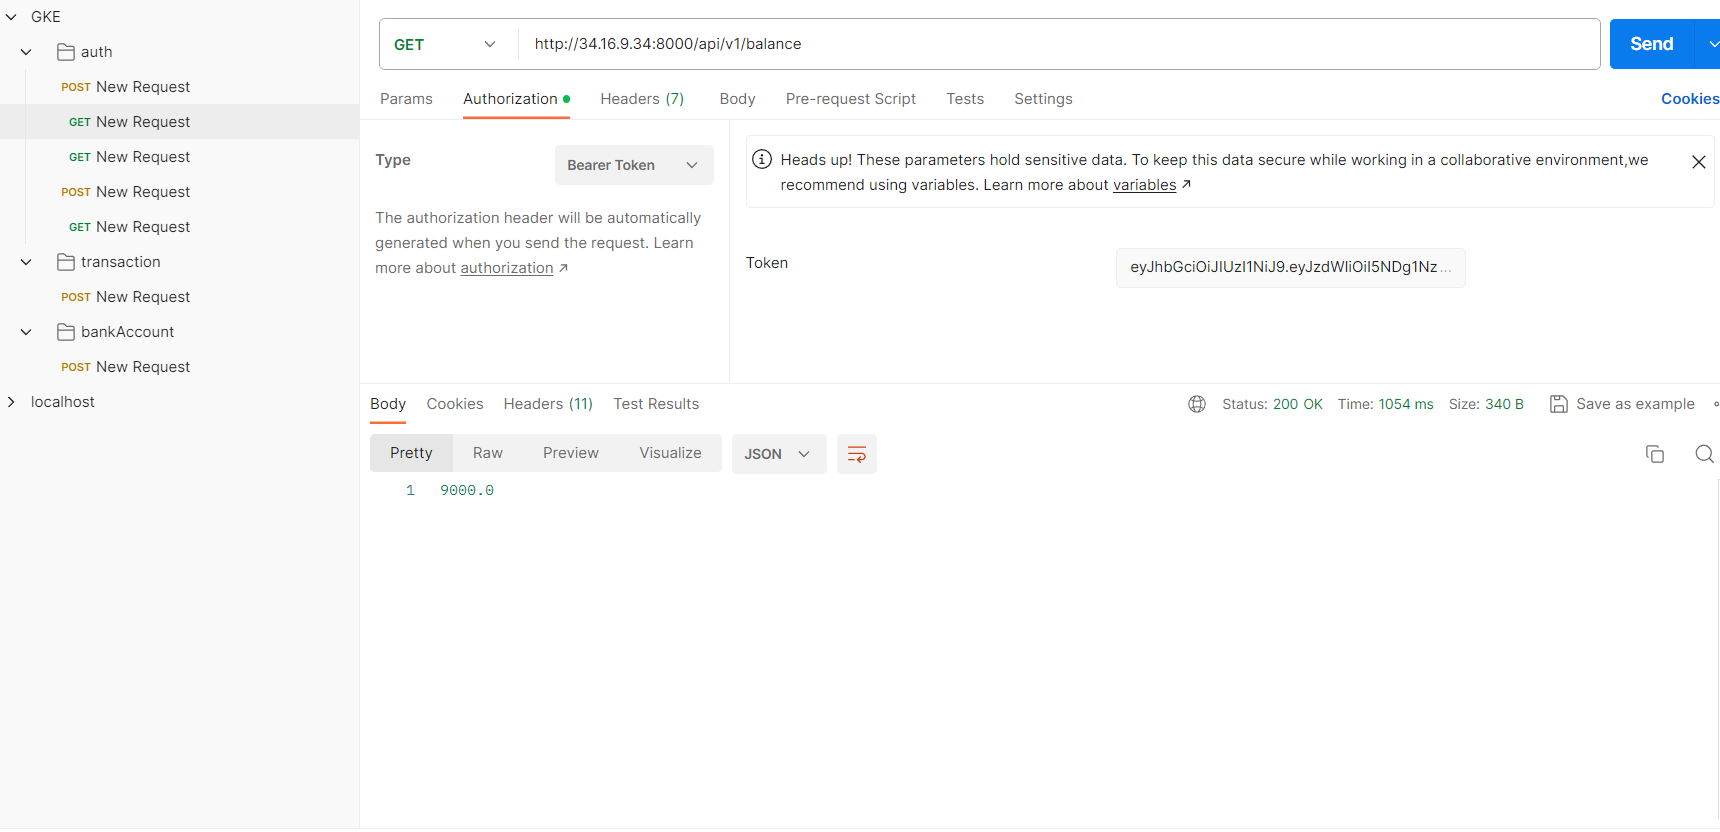 GKE
auth
POST New Request
GET New Request
GET New Request
POST New Request
GET New Request
transaction
POST New Request
bankAccount
POST New Request
localhost
GET http://34.16.9.34:8000/api/v1/balance Send
Params Authorization Headers (7) Body Pre-request Script Tests Settings Cookies
Type Bearer Token
The authorization header will be automatically
generated when you send the request. Learn
more about authorization ↗
Heads up! These parameters hold sensitive data. To keep this data secure while working in a collaborative environment,we
recommend using variables. Learn more about variables ↗
Token eyJhbGciOiJIUzI1NiJ9.eyJzdWIiOiI5NDg1Nz...
Body Cookies Headers (11) Test Results Status: 200 OK Time: 1054 ms Size: 340 B Save as example
Pretty Raw Preview Visualize JSON
1 9000.0